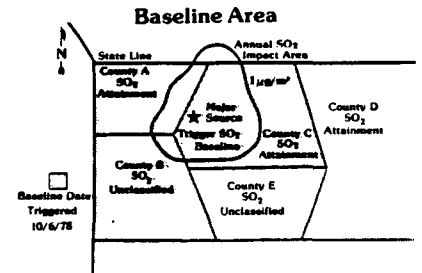 Baseline Area
N
State Line
Annual SO2
Impact Area
County A
SO2
Attainment
1 µg/m³
Major
Source
Trigger SO2
Baseline
County D
SO2
Attainment
County C
SO2
Attainment
County B
SO2
Unclassified
County E
SO2
Unclassified
Baseline Date
Triggered
10/6/78